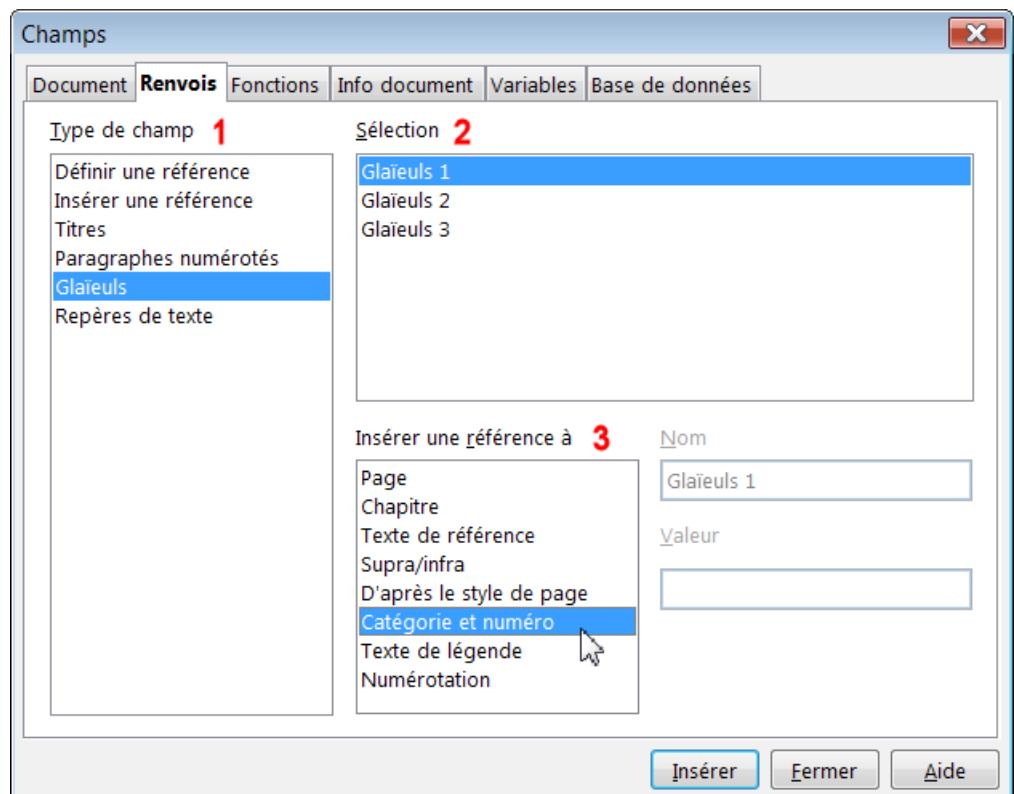 Champs
Document Renvois Fonctions Info document Variables Base de données
Type de champ 1
Définir une référence
Insérer une référence
Titres
Paragraphes numérotés
Glaïeuls
Repères de texte
Sélection 2
Glaïeuls 1
Glaïeuls 2
Glaïeuls 3
Insérer une référence à 3
Page
Chapitre
Texte de référence
Supra/infra
D'après le style de page
Catégorie et numéro
Texte de légende
Numérotation
Nom
Glaïeuls 1
Valeur
Insérer Fermer Aide